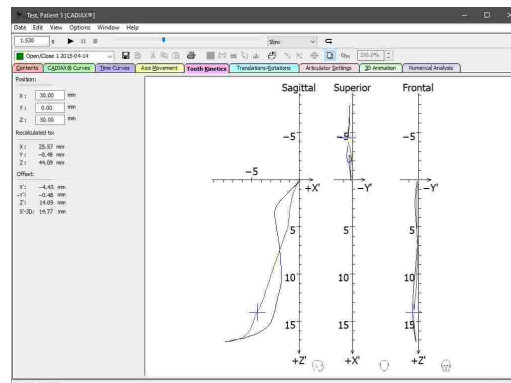 Test, Patient 3 [CADIAX®]
Data Edit View Options Window Help
1.530 s Slow
Open/Close 1 2015-04-14 100.0%
Contents CADIAX® Curves Time Curves Axis Movement Tooth Kinetics Translations-Rotations Articulator Settings 3D Animation Numerical Analysis
Position:
X: 30.00 mm
Y: 0.00 mm
Z: 30.00 mm
Recalculated to:
X: 25.57 mm
Y: -0.48 mm
Z: 44.09 mm
Offset:
X': -4.43 mm
-Y': -0.48 mm
Z': 14.09 mm
S'-3D: 14.77 mm
Sagittal Superior Frontal
-5 -5 -5
-5
+X' -Y' -Y'
5 5 5
10 10 10
15 15 15
+Z' +X' +Z'